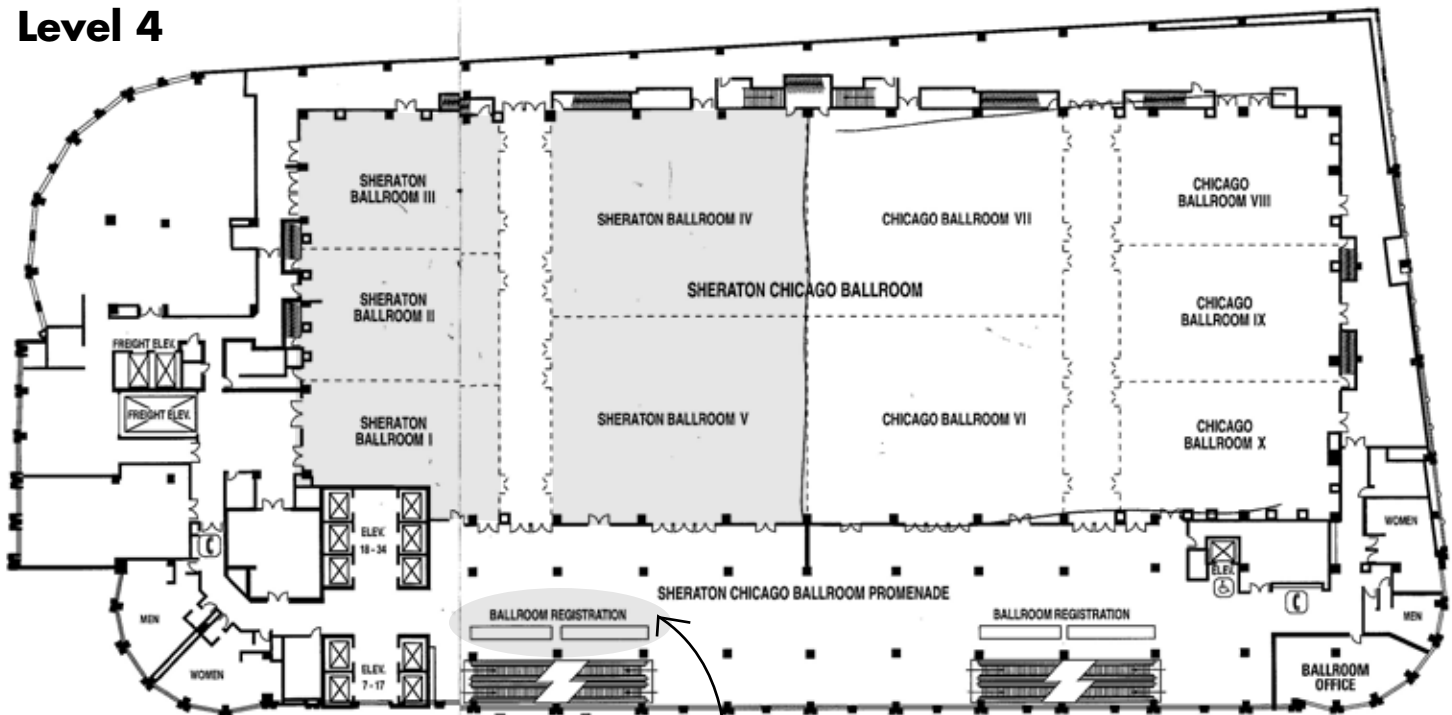 Level 4
SHERATON
BALLROOM III
SHERATON BALLROOM IV
CHICAGO BALLROOM VII
CHICAGO
BALLROOM VIII
SHERATON CHICAGO BALLROOM
SHERATON
BALLROOM II
CHICAGO
BALLROOM IX
FREIGHT ELEV.
FREIGHT ELEV.
SHERATON
BALLROOM I
SHERATON BALLROOM V
CHICAGO BALLROOM VI
CHICAGO
BALLROOM X
ELEV.
18 - 34
WOMEN
ELEV.
SHERATON CHICAGO BALLROOM PROMENADE
BALLROOM REGISTRATION
BALLROOM REGISTRATION
MEN
MEN
WOMEN
ELEV.
7 - 17
BALLROOM
OFFICE